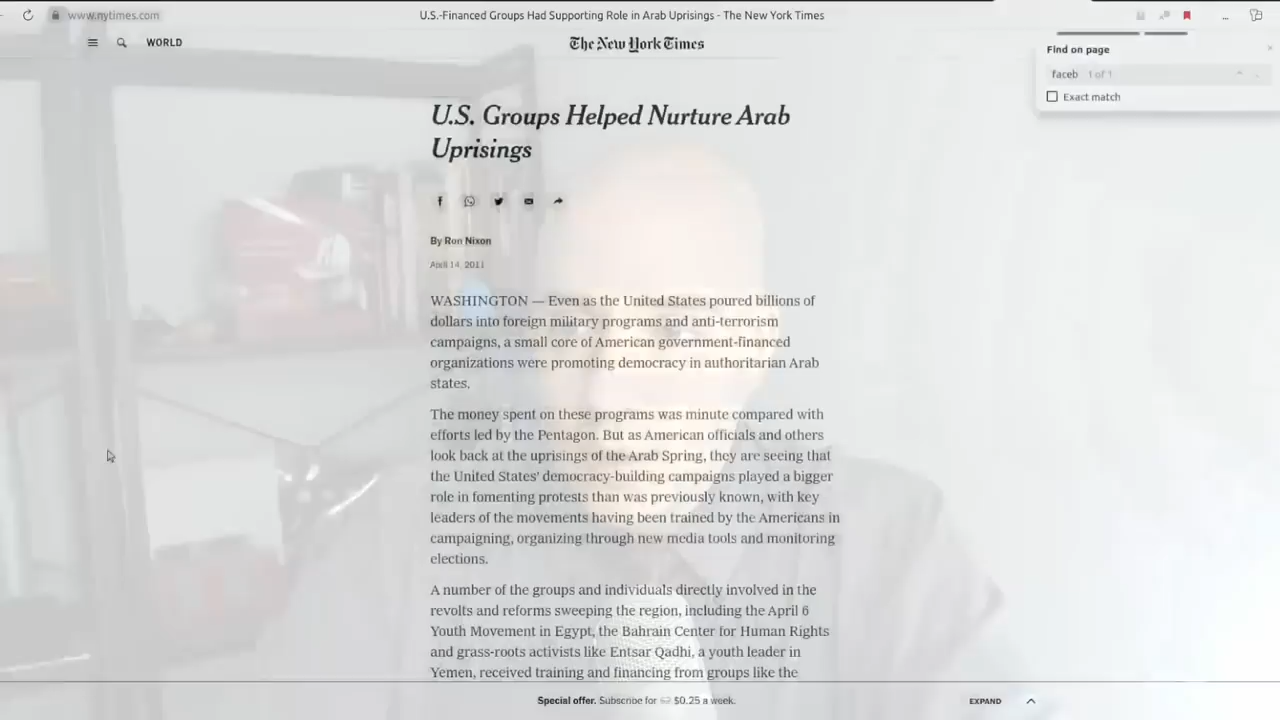 www.nytimes.com
U.S.-Financed Groups Had Supporting Role in Arab Uprisings - The New York Times
WORLD
The New York Times
Find on page
faceb 1 of 1
Exact match
U.S. Groups Helped Nurture Arab
Uprisings
By Ron Nixon
April 14, 2011
WASHINGTON — Even as the United States poured billions of
dollars into foreign military programs and anti-terrorism
campaigns, a small core of American government-financed
organizations were promoting democracy in authoritarian Arab
states.
The money spent on these programs was minute compared with
efforts led by the Pentagon. But as American officials and others
look back at the uprisings of the Arab Spring, they are seeing that
the United States' democracy-building campaigns played a bigger
role in fomenting protests than was previously known, with key
leaders of the movements having been trained by the Americans in
campaigning, organizing through new media tools and monitoring
elections.
A number of the groups and individuals directly involved in the
revolts and reforms sweeping the region, including the April 6
Youth Movement in Egypt, the Bahrain Center for Human Rights
and grass-roots activists like Entsar Qadhi, a youth leader in
Yemen, received training and financing from groups like the
Special offer. Subscribe for $0.25 a week.
EXPAND